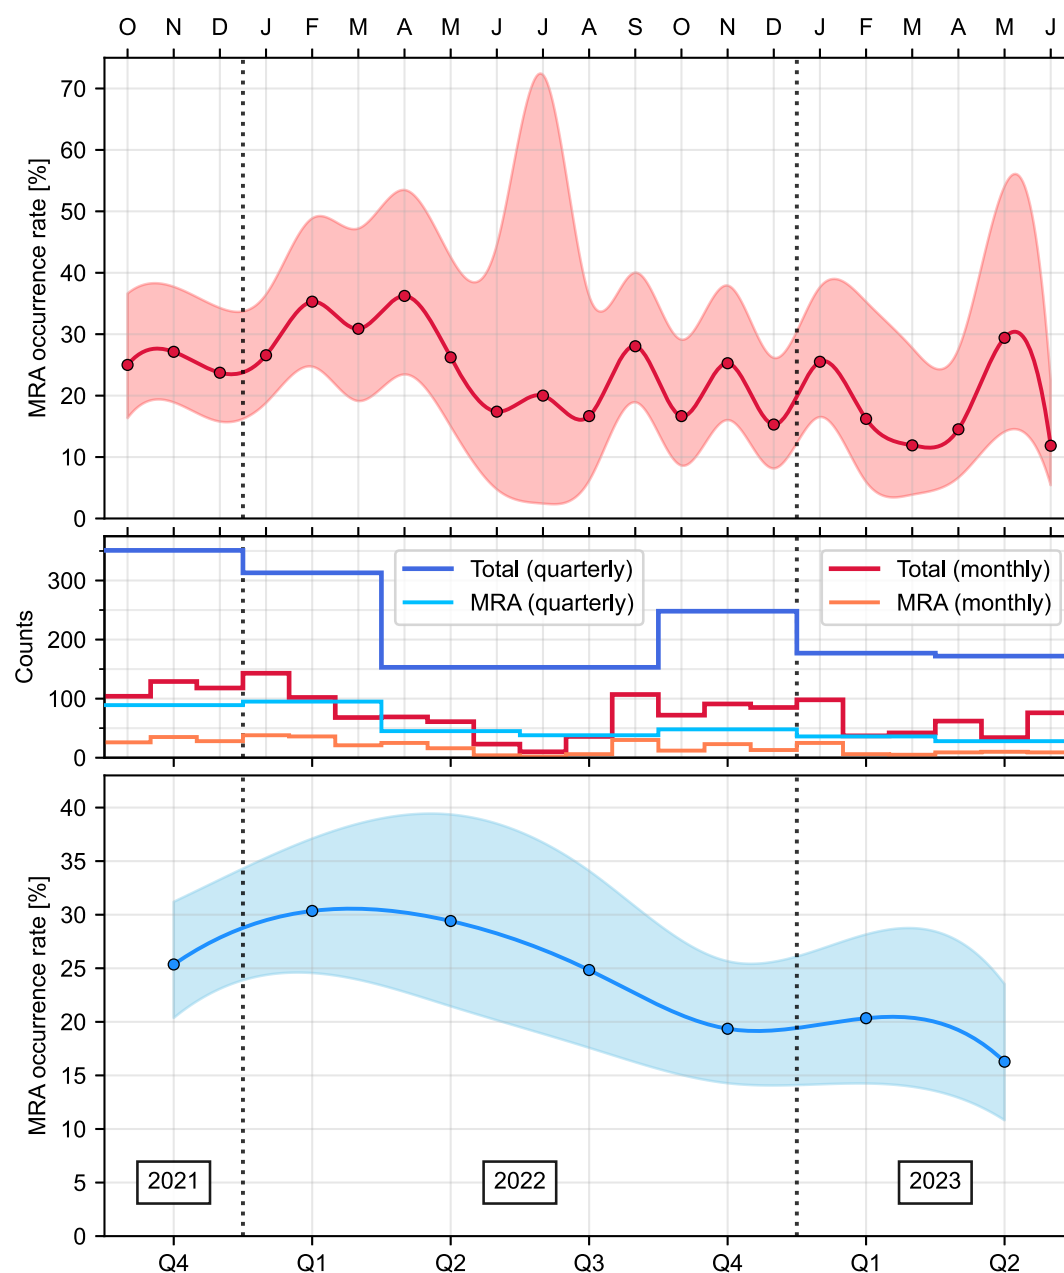 O N D J F M A M J J A S O N D J F M A M J
70
60
50
40
30
20
10
0
MRA occurrence rate [%]
300
200
100
0
Counts
Total (quarterly)
MRA (quarterly)
Total (monthly)
MRA (monthly)
40
35
30
25
20
15
10
5
0
MRA occurrence rate [%]
2021 2022 2023
Q4 Q1 Q2 Q3 Q4 Q1 Q2